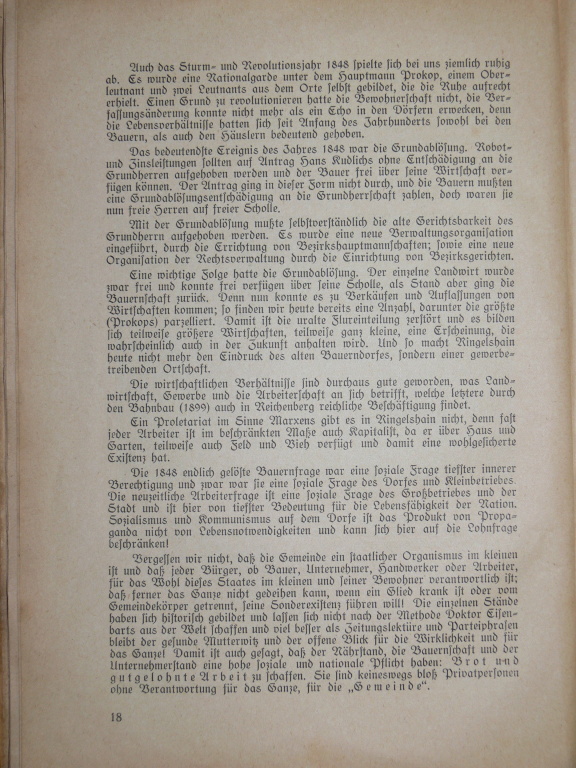 Auch das Sturm- und Revolutionsjahr 1848 spielte sich bei uns ziemlich ruhig
ab. Es wurde eine Nationalgarde unter dem Hauptmann Prokop, einem Ober-
leutnant und zwei Leutnants aus dem Orte selbst gebildet, die die Ruhe aufrecht
erhielt. Einen Grund zu revolutionieren hatte die Bewohnerschaft nicht, die Ver-
fassungsänderung konnte nicht mehr als ein Echo in den Dörfern erwecken, denn
die Lebensverhältnisse hatten sich seit Anfang des Jahrhunderts sowohl bei den
Bauern, als auch den Häuslern bedeutend gehoben.
Das bedeutendste Ereignis des Jahres 1848 war die Grundablösung. Robot-
und Zinsleistungen sollten auf Antrag Hans Kudlichs ohne Entschädigung an die
Grundherren aufgehoben werden und der Bauer frei über seine Wirtschaft ver-
fügen können. Der Antrag ging in dieser Form nicht durch, und die Bauern mußten
eine Grundablösungsentschädigung an die Grundherrschaft zahlen, doch waren sie
nun freie Herren auf freier Scholle.
Mit der Grundablösung mußte selbstverständlich die alte Gerichtsbarkeit des
Grundherrn aufgehoben werden. Es wurde eine neue Verwaltungsorganisation
eingeführt, durch die Errichtung von Bezirkshauptmannschaften; sowie eine neue
Organisation der Rechtsverwaltung durch die Einrichtung von Bezirksgerichten.
Eine wichtige Folge hatte die Grundablösung. Der einzelne Landwirt wurde
zwar frei und konnte frei verfügen über seine Scholle, als Stand aber ging die
Bauernschaft zurück. Denn nun konnte es zu Verkäufen und Auflassungen von
Wirtschaften kommen; so finden wir heute bereits eine Anzahl, darunter die größte
(Prokops) parzelliert. Damit ist die uralte Flureinteilung zerstört und es bilden
sich teilweise größere Wirtschaften, teilweise ganz kleine, eine Erscheinung, die
wahrscheinlich auch in der Zukunft anhalten wird. Und so macht Ringelshain
heute nicht mehr den Eindruck des alten Bauerndorfes, sondern einer gewerbe-
treibenden Ortschaft.
Die wirtschaftlichen Verhältnisse sind durchaus gute geworden, was Land-
wirtschaft, Gewerbe und die Arbeiterschaft an sich betrifft, welche letztere durch
den Bahnbau (1899) auch in Reichenberg reichliche Beschäftigung findet.
Ein Proletariat im Sinne Marxens gibt es in Ringelshain nicht, denn fast
jeder Arbeiter ist im beschränkten Maße auch Kapitalist, da er über Haus und
Garten, teilweise auch Feld und Vieh verfügt und damit eine wohlgesicherte
Existenz hat.
Die 1848 endlich gelöste Bauernfrage war eine soziale Frage tiefster innerer
Berechtigung und zwar war sie eine soziale Frage des Dorfes und Kleinbetriebes.
Die neuzeitliche Arbeiterfrage ist eine soziale Frage des Großbetriebes und der
Stadt und ist hier von tiefster Bedeutung für die Lebensfähigkeit der Nation.
Sozialismus und Kommunismus auf dem Dorfe ist das Produkt von Propa-
ganda nicht von Lebensnotwendigkeiten und kann sich hier auf die Lohnfrage
beschränken!
Vergessen wir nicht, daß die Gemeinde ein staatlicher Organismus im kleinen
ist und daß jeder Bürger, ob Bauer, Unternehmer, Handwerker oder Arbeiter,
für das Wohl dieses Staates im kleinen und seiner Bewohner verantwortlich ist;
daß ferner das Ganze nicht gedeihen kann, wenn ein Glied krank ist oder vom
Gemeindekörper getrennt, seine Sonderexistenz führen will! Die einzelnen Stände
haben sich historisch gebildet und lassen sich nicht nach der Methode Doktor Eisen-
barts aus der Welt schaffen und viel besser als Zeitungslektüre und Parteiphrasen
bleibt der gesunde Mutterwitz und der offene Blick für die Wirklichkeit und für
das Ganze! Damit ist auch gesagt, daß der Nährstand, die Bauernschaft und der
Unternehmerstand eine hohe soziale und nationale Pflicht haben: Brot und
gutgelohnte Arbeit zu schaffen. Sie sind keineswegs bloß Privatpersonen
ohne Verantwortung für das Ganze, für die „Gemeinde“.
18